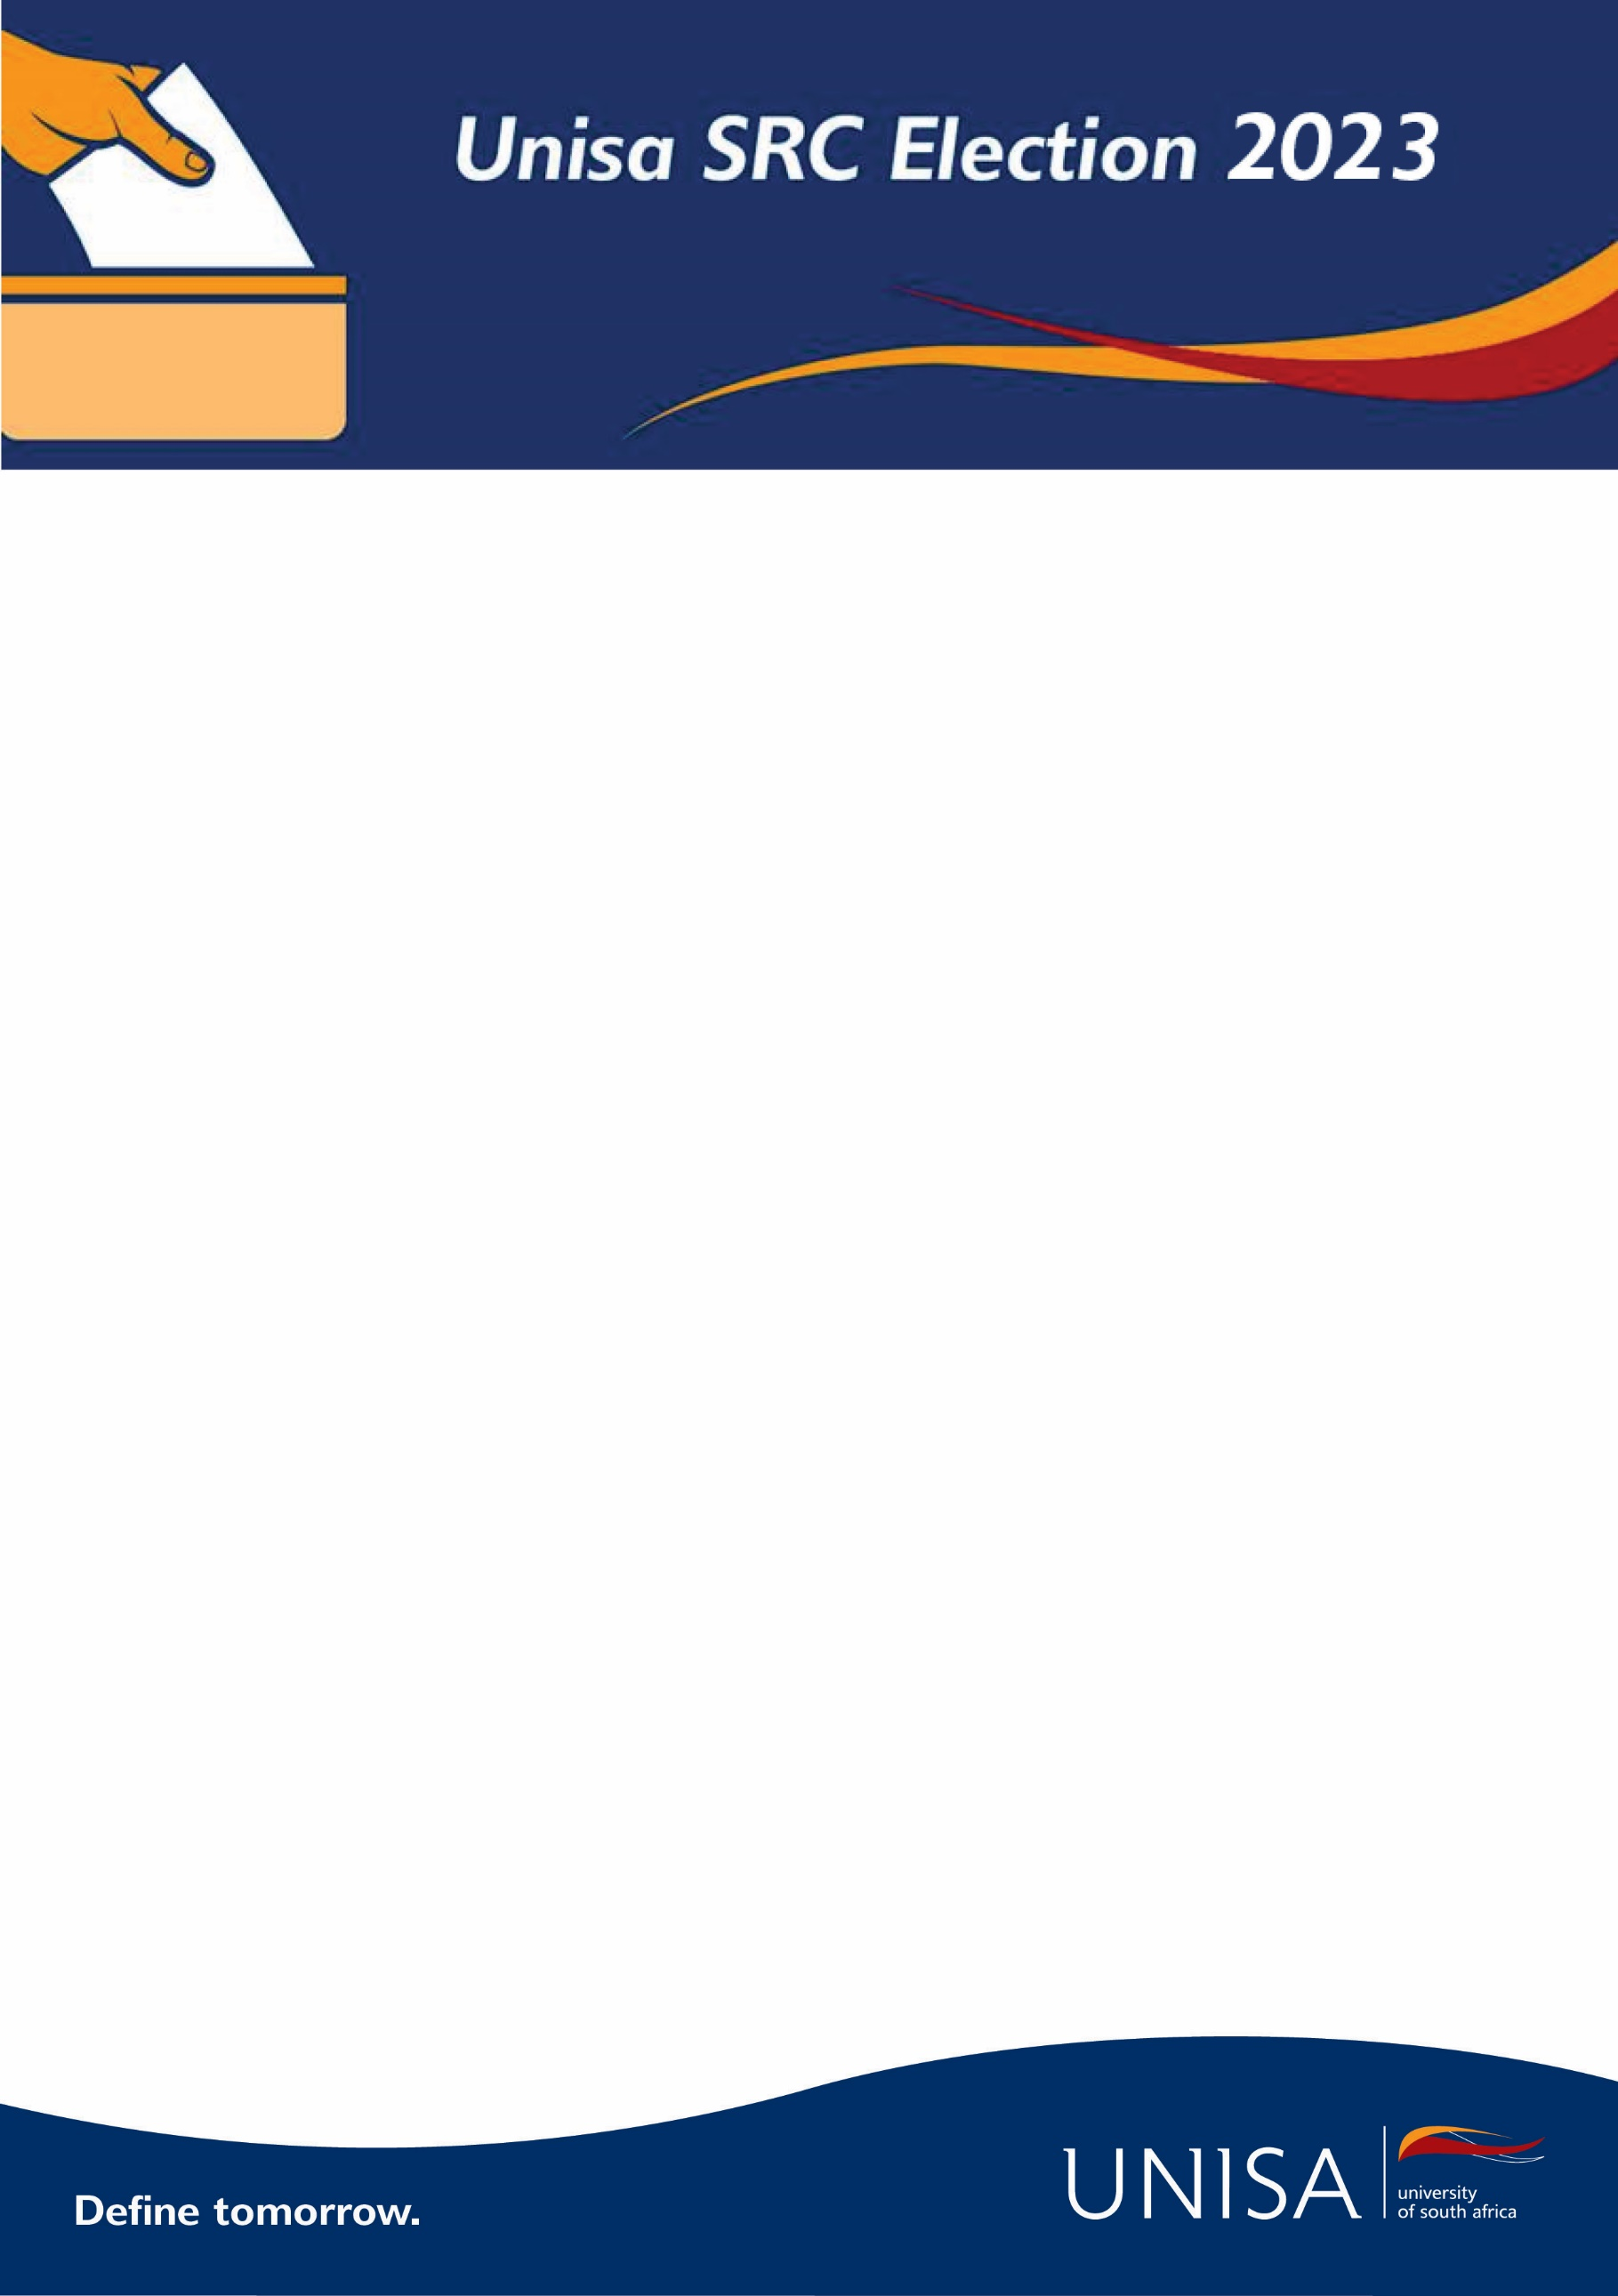 Unisa SRC Election 2023
Define tomorrow.
UNISA
university
of south africa